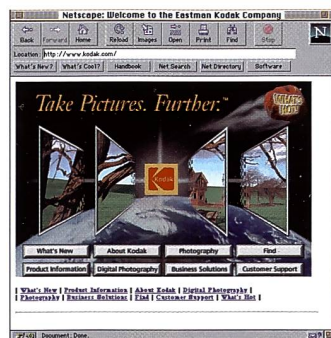 Netscape: Welcome to the Eastman Kodak Company
Back Forward Home Reload Images Open Print Find Stop
N
Location: http://www.kodak.com/
What's New? What's Cool? Handbook Net Search Net Directory Software
Take Pictures. Further.™
WHAT'S HOT!
Kodak
What's New About Kodak Photography Find
Product Information Digital Photography Business Solutions Customer Support
| What's New | Product Information | About Kodak | Digital Photography |
| Photography | Business Solutions | Find | Customer Support | What's Hot |
Document: Done.